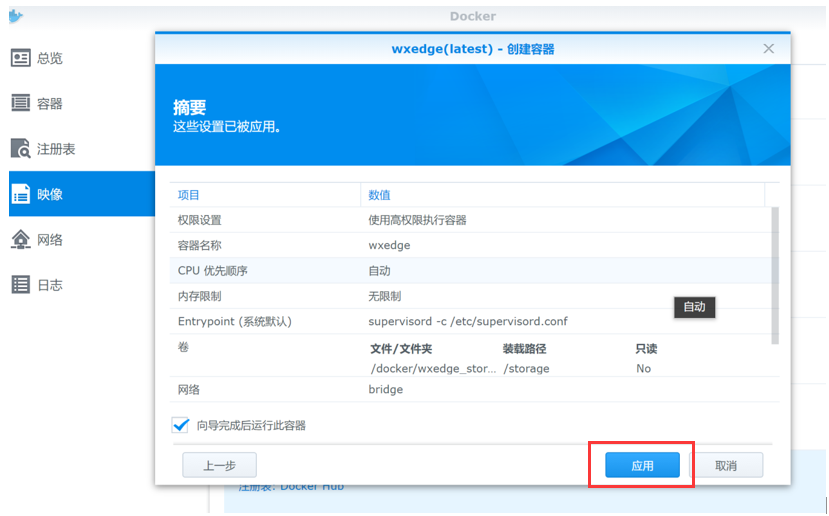 Docker
总览
容器
注册表
映像
网络
日志
wxedge(latest) - 创建容器
摘要
这些设置已被应用。
项目 数值
权限设置 使用高权限执行容器
容器名称 wxedge
CPU 优先顺序 自动
内存限制 无限制
自动
Entrypoint (系统默认) supervisord -c /etc/supervisord.conf
卷 文件/文件夹 装载路径 只读
/docker/wxedge_stor... /storage No
网络 bridge
向导完成后运行此容器
上一步 应用 取消
注册表: Docker Hub